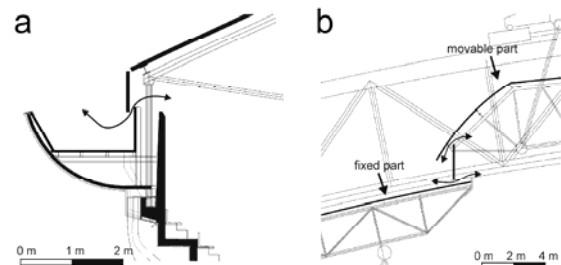 a
b
movable part
fixed part
0 m 1 m 2 m
0 m 2 m 4 m